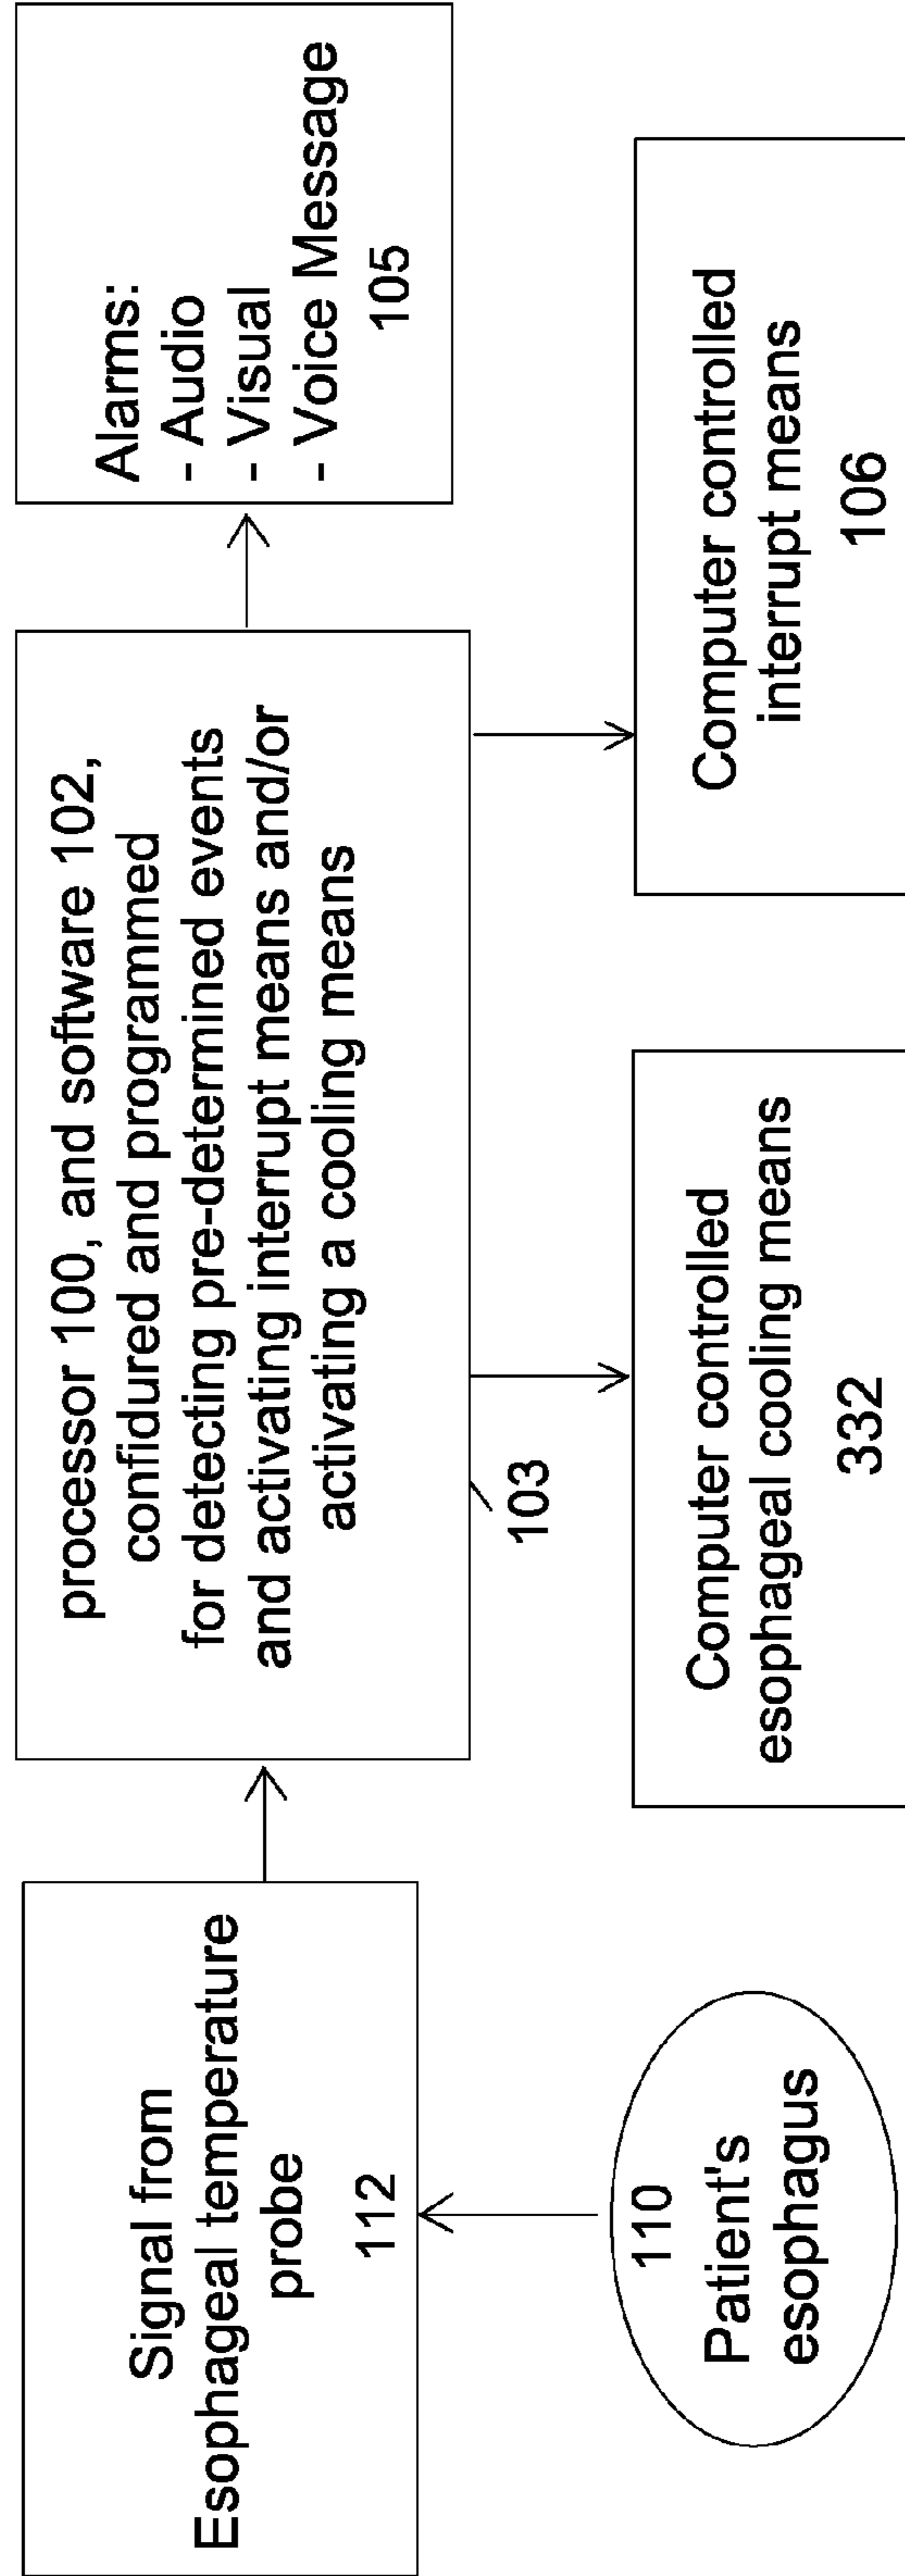 Signal from
Esophageal temperature
probe
112
110
Patient's
esophagus
processor 100, and software 102,
confidured and programmed
for detecting pre-determined events
and activating interrupt means and/or
activating a cooling means
103
Alarms:
- Audio
- Visual
- Voice Message
105
Computer controlled
esophageal cooling means
332
Computer controlled
interrupt means
106